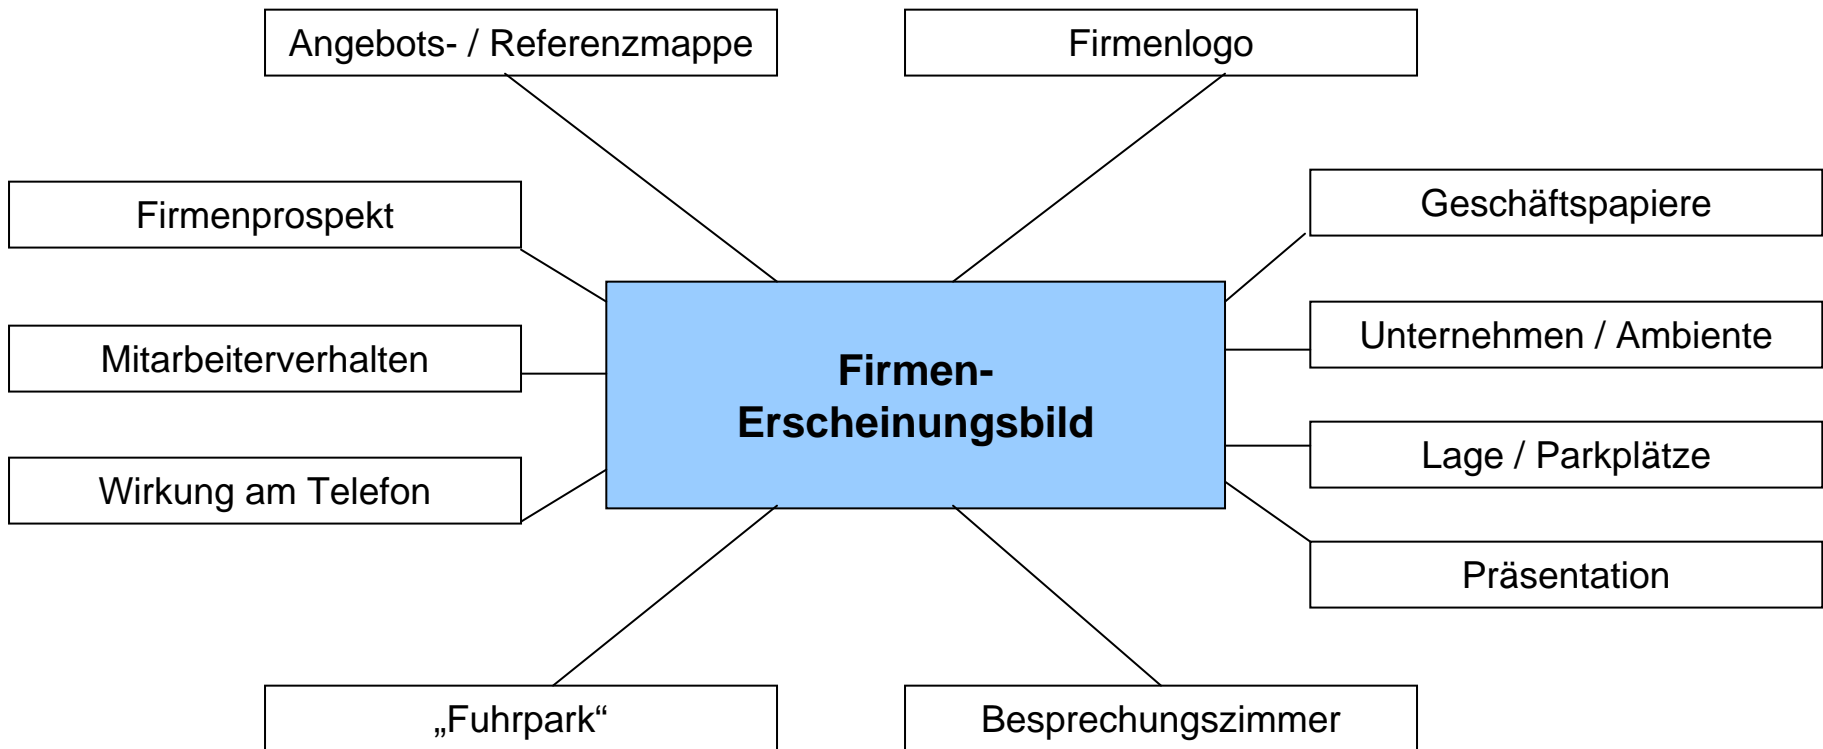 Angebots- / Referenzmappe
Firmenlogo
Firmenprospekt
Geschäftspapiere
Mitarbeiterverhalten
Unternehmen / Ambiente
Firmen-
Erscheinungsbild
Wirkung am Telefon
Lage / Parkplätze
Präsentation
„Fuhrpark“
Besprechungszimmer